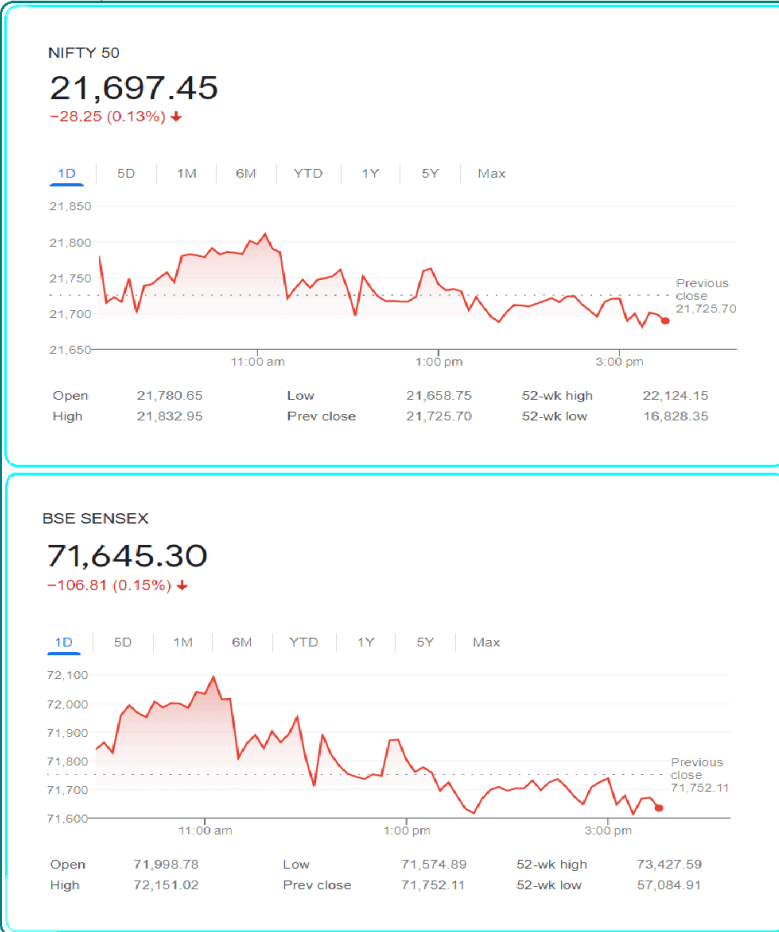 NIFTY 50
21,697.45
−28.25 (0.13%) ↓
1D 5D 1M 6M YTD 1Y 5Y Max
21,850
21,800
21,750
21,700
21,650
Previous
close
21,725.70
11:00 am 1:00 pm 3:00 pm
Open 21,780.65 Low 21,658.75 52-wk high 22,124.15
High 21,832.95 Prev close 21,725.70 52-wk low 16,828.35
BSE SENSEX
71,645.30
−106.81 (0.15%) ↓
1D 5D 1M 6M YTD 1Y 5Y Max
72,100
72,000
71,900
71,800
71,700
71,600
Previous
close
71,752.11
11:00 am 1:00 pm 3:00 pm
Open 71,998.78 Low 71,574.89 52-wk high 73,427.59
High 72,151.02 Prev close 71,752.11 52-wk low 57,084.91